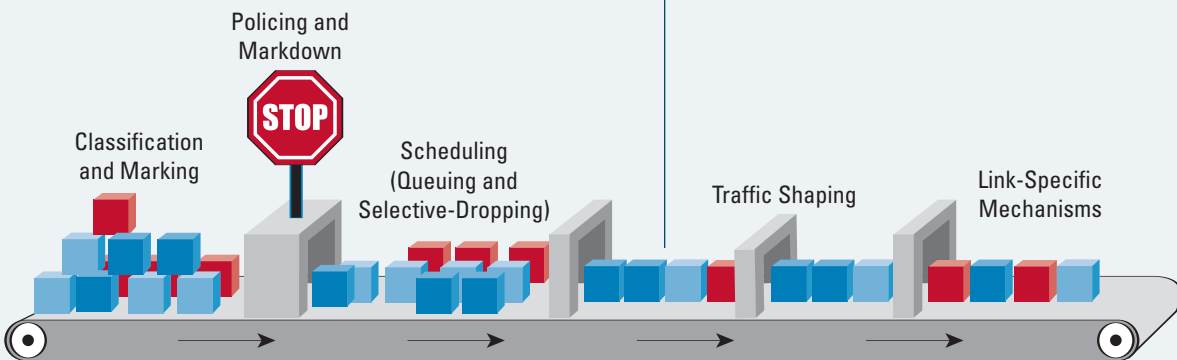 Policing and
Markdown
STOP
Classification
and Marking
Scheduling
(Queuing and
Selective-Dropping)
Traffic Shaping
Link-Specific
Mechanisms